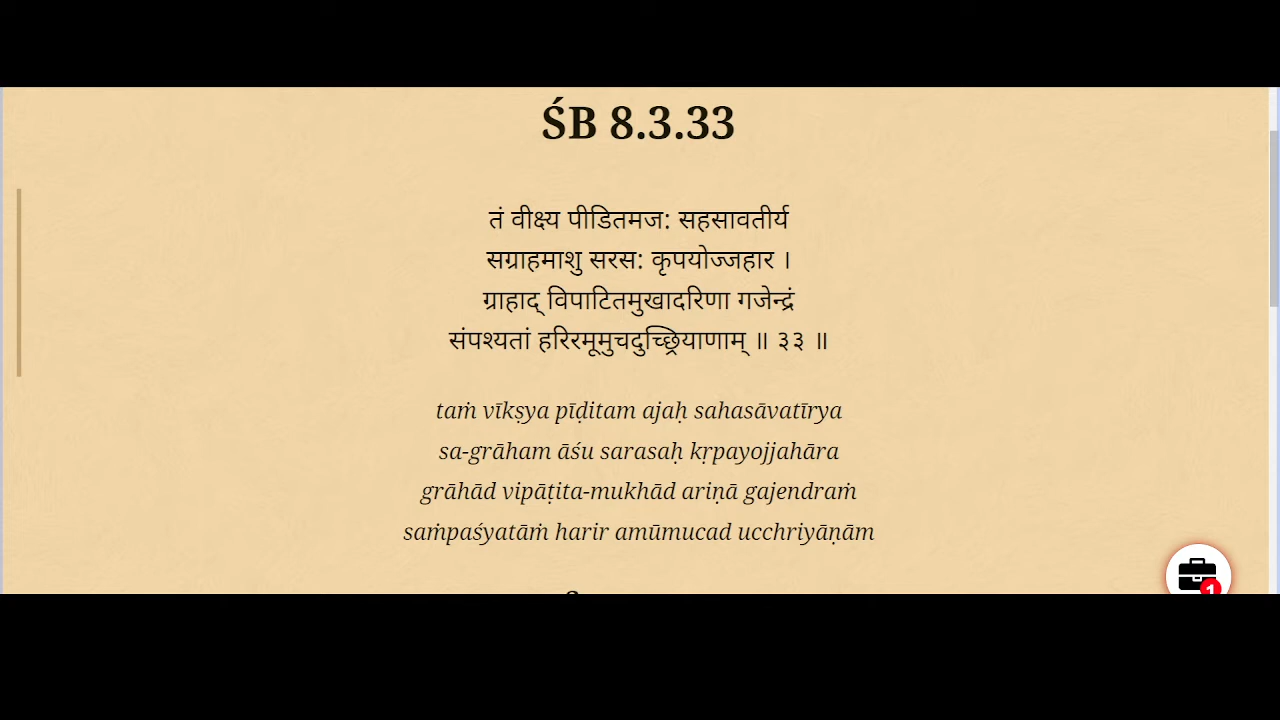 ŚB 8.3.33
तं वीक्ष्य पीडितमज: सहसावतीर्य
सग्राहमाशु सरस: कृपयोज्जहार ।
ग्राहाद् विपाटितमुखादरिणा गजेन्द्रं
संपश्यतां हरिरमूमुचदुच्छ्रियाणाम् ॥ ३३ ॥
taṁ vīkṣya pīḍitam ajaḥ sahasāvatīrya
sa-grāham āśu sarasaḥ kṛpayojjahāra
grāhād vipāṭita-mukhād ariṇā gajendraṁ
saṁpaśyatāṁ harir amūmucad ucchriyāṇām
1